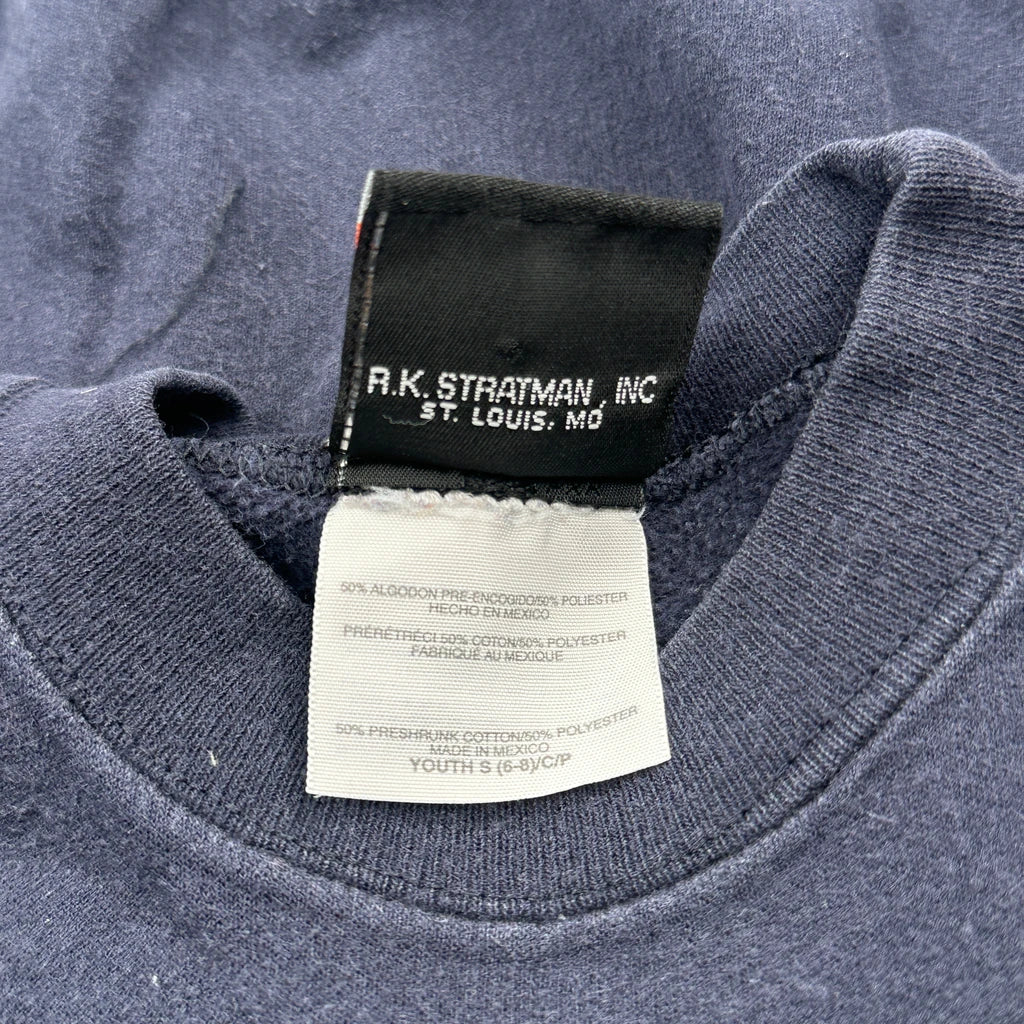 R.K. STRATMAN, INC
ST. LOUIS, MO
50% ALGODON PRE-ENCOGIDO/50% POLIESTER
HECHO EN MEXICO
PRÉRÉTRÉCI 50% COTON/50% POLYESTER
FABRIQUÉ AU MEXIQUE
50% PRESHRUNK COTTON/50% POLYESTER
MADE IN MEXICO
YOUTH S (6-8)/C/P